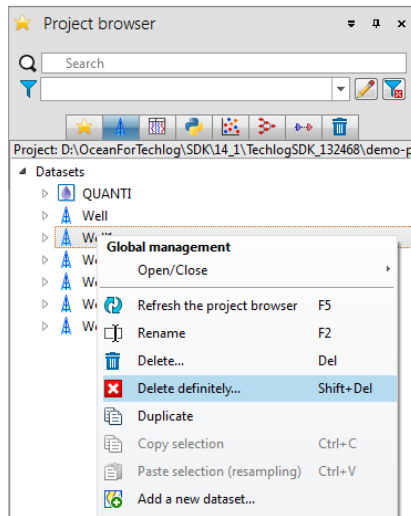 Project browser
Search
Project: D:\OceanForTechlog\SDK\14_1\TechlogSDK_132468\demo-p
Datasets
QUANTI
Well
Global management
Open/Close
Refresh the project browser F5
Rename F2
Delete... Del
Delete definitely... Shift+Del
Duplicate
Copy selection Ctrl+C
Paste selection (resampling) Ctrl+V
Add a new dataset...